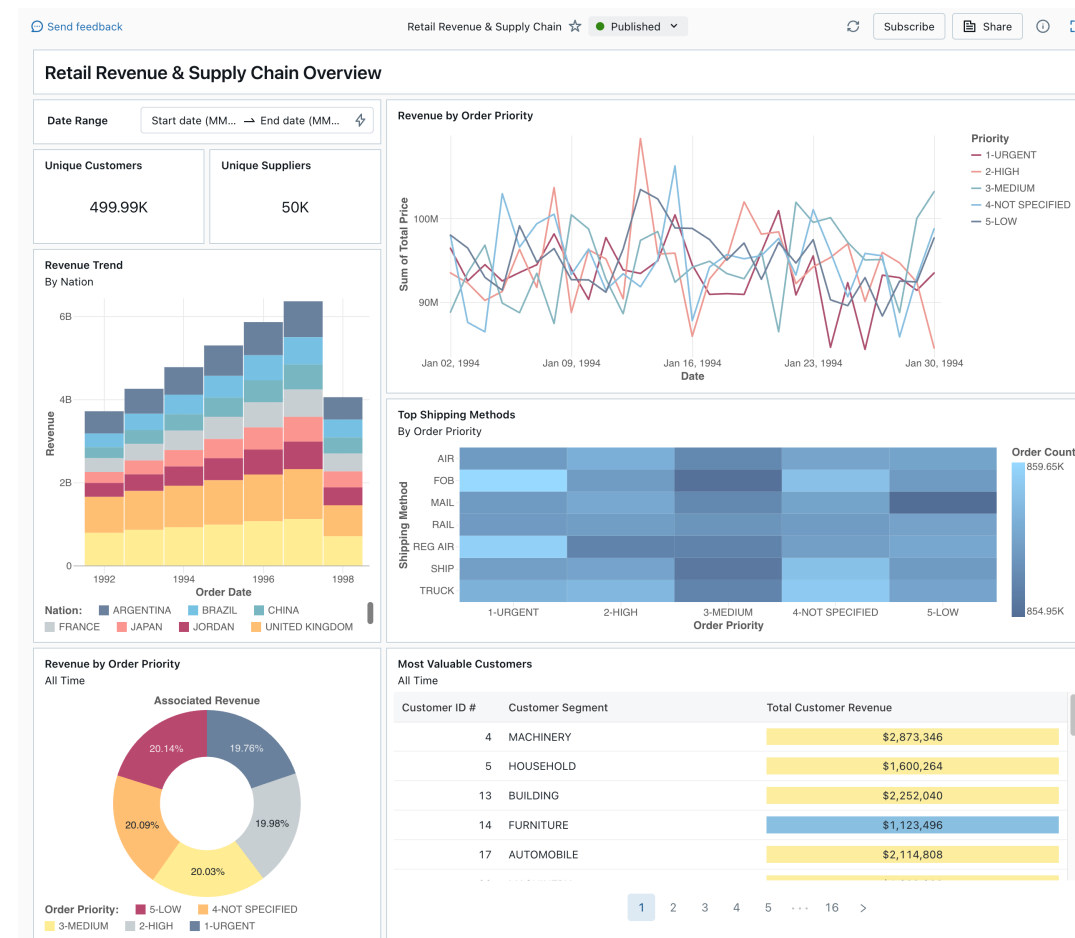 Send feedback
Retail Revenue & Supply Chain
Published
Subscribe
Share
Retail Revenue & Supply Chain Overview
Date Range
Start date (MM... → End date (MM...
Unique Customers
499.99K
Unique Suppliers
50K
Revenue Trend
By Nation
Revenue
6B
4B
2B
0
1992
1994
1996
1998
Order Date
Nation:
ARGENTINA
BRAZIL
CHINA
FRANCE
JAPAN
JORDAN
UNITED KINGDOM
Revenue by Order Priority
Sum of Total Price
100M
90M
Jan 02, 1994
Jan 09, 1994
Jan 16, 1994
Jan 23, 1994
Jan 30, 1994
Date
Priority
1-URGENT
2-HIGH
3-MEDIUM
4-NOT SPECIFIED
5-LOW
Top Shipping Methods
By Order Priority
Shipping Method
AIR
FOB
MAIL
RAIL
REG AIR
SHIP
TRUCK
1-URGENT
2-HIGH
3-MEDIUM
4-NOT SPECIFIED
5-LOW
Order Priority
Order Count
859.65K
854.95K
Revenue by Order Priority
All Time
Associated Revenue
20.14%
19.76%
20.09%
19.98%
20.03%
Order Priority:
5-LOW
4-NOT SPECIFIED
3-MEDIUM
2-HIGH
1-URGENT
Most Valuable Customers
All Time
Customer ID # Customer Segment Total Customer Revenue
4 MACHINERY $2,873,346
5 HOUSEHOLD $1,600,264
13 BUILDING $2,252,040
14 FURNITURE $1,123,496
17 AUTOMOBILE $2,114,808
1 2 3 4 5 ... 16